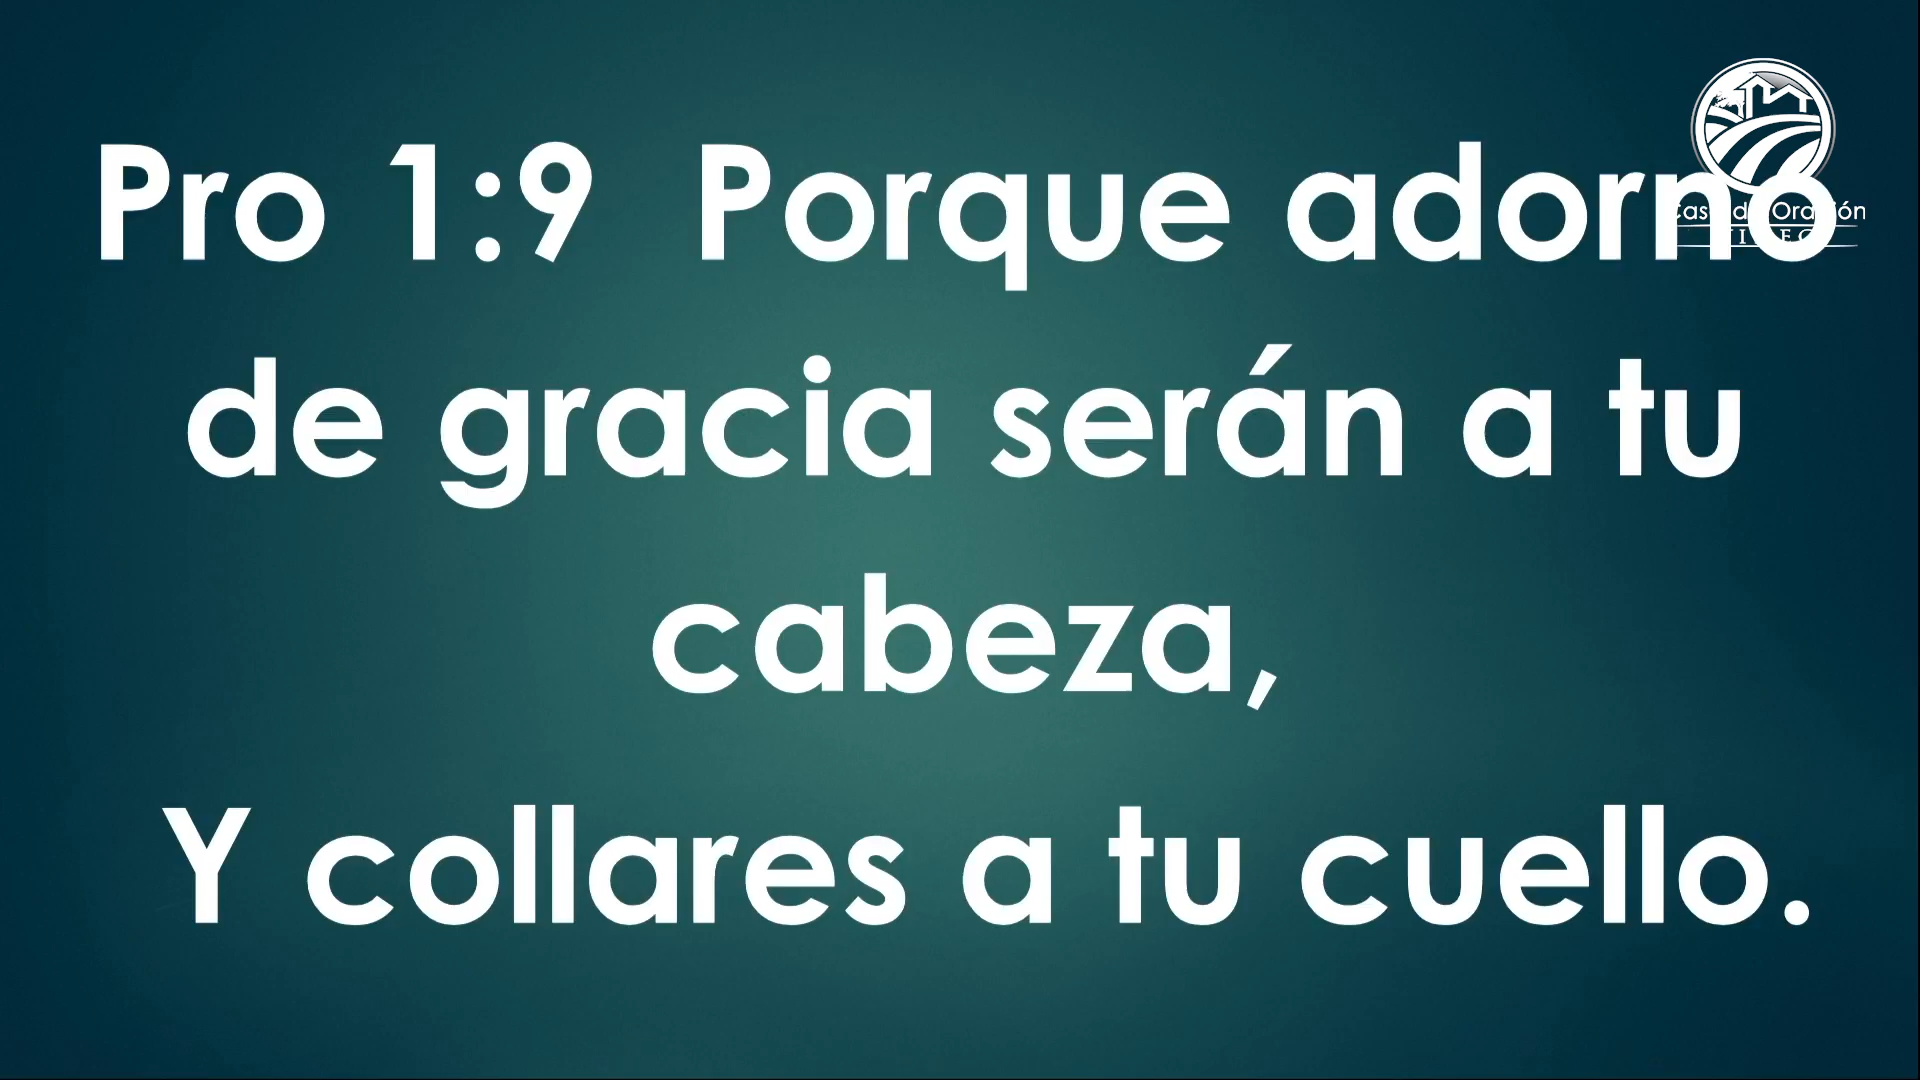 Pro 1:9  Porque adorno
de gracia serán a tu
cabeza,
Y collares a tu cuello.